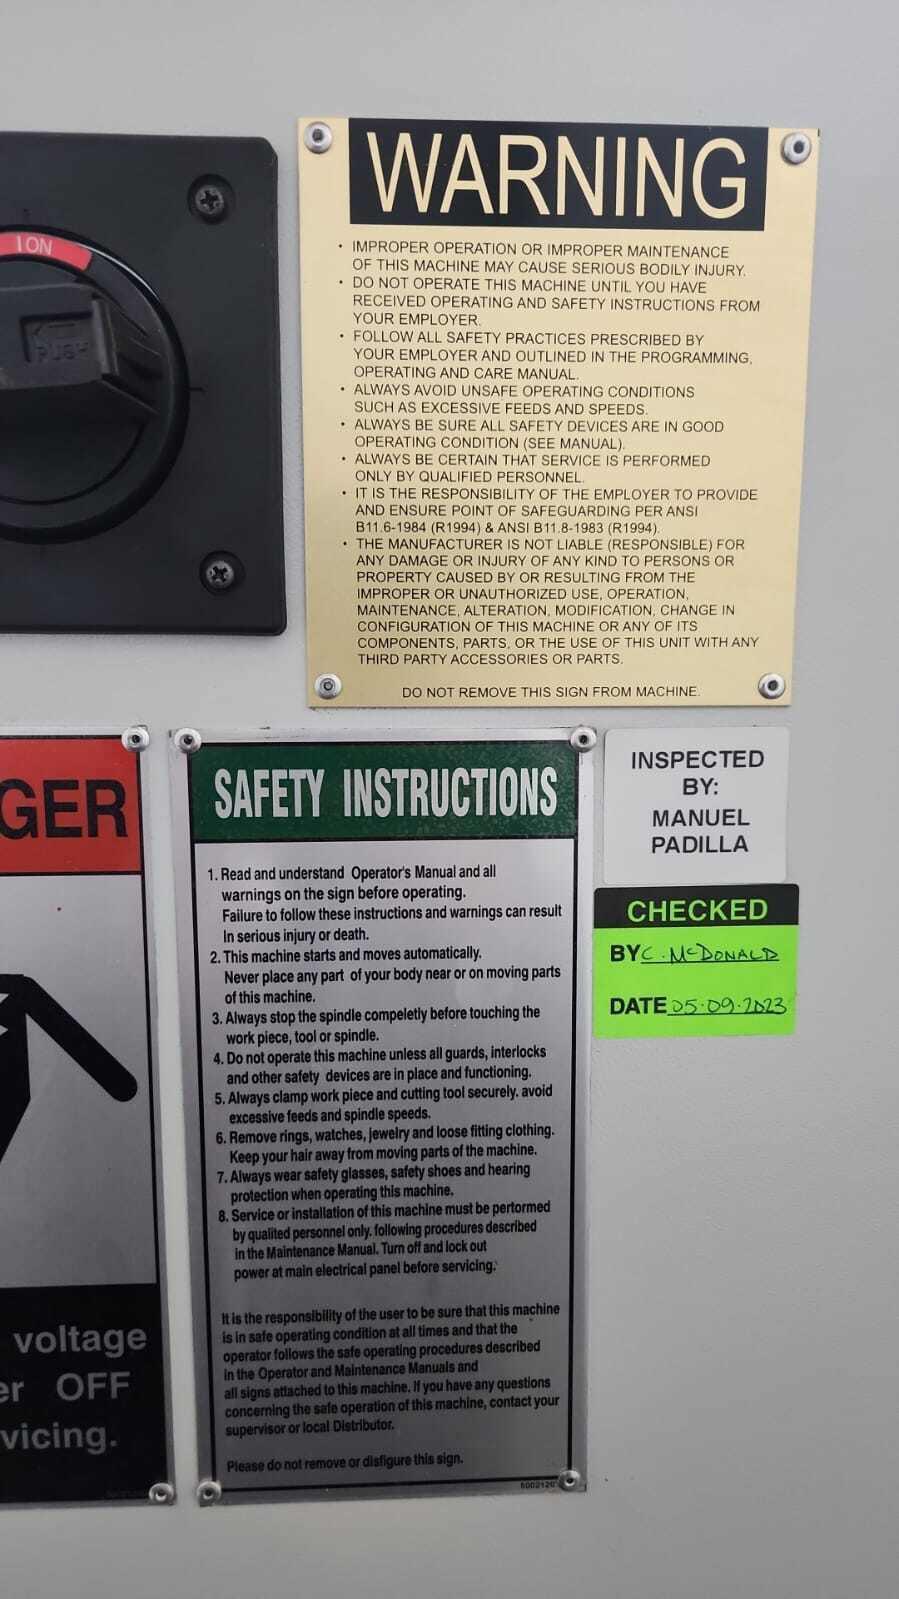 WARNING
• IMPROPER OPERATION OR IMPROPER MAINTENANCE
OF THIS MACHINE MAY CAUSE SERIOUS BODILY INJURY.
• DO NOT OPERATE THIS MACHINE UNTIL YOU HAVE
RECEIVED OPERATING AND SAFETY INSTRUCTIONS FROM
YOUR EMPLOYER.
• FOLLOW ALL SAFETY PRACTICES PRESCRIBED BY
YOUR EMPLOYER AND OUTLINED IN THE PROGRAMMING,
OPERATING AND CARE MANUAL.
• ALWAYS AVOID UNSAFE OPERATING CONDITIONS
SUCH AS EXCESSIVE FEEDS AND SPEEDS.
• ALWAYS BE SURE ALL SAFETY DEVICES ARE IN GOOD
OPERATING CONDITION (SEE MANUAL).
• ALWAYS BE CERTAIN THAT SERVICE IS PERFORMED
ONLY BY QUALIFIED PERSONNEL.
• IT IS THE RESPONSIBILITY OF THE EMPLOYER TO PROVIDE
AND ENSURE POINT OF SAFEGUARDING PER ANSI
B11.6-1984 (R1994) & ANSI B11.8-1983 (R1994).
• THE MANUFACTURER IS NOT LIABLE (RESPONSIBLE) FOR
ANY DAMAGE OR INJURY OF ANY KIND TO PERSONS OR
PROPERTY CAUSED BY OR RESULTING FROM THE
IMPROPER OR UNAUTHORIZED USE, OPERATION,
MAINTENANCE, ALTERATION, MODIFICATION, CHANGE IN
CONFIGURATION OF THIS MACHINE OR ANY OF ITS
COMPONENTS, PARTS, OR THE USE OF THIS UNIT WITH ANY
THIRD PARTY ACCESSORIES OR PARTS.
DO NOT REMOVE THIS SIGN FROM MACHINE.
I ON
PUSH
GER
voltage
er OFF
vicing.
SAFETY INSTRUCTIONS
1. Read and understand Operator's Manual and all
warnings on the sign before operating.
Failure to follow these instructions and warnings can result
In serious injury or death.
2. This machine starts and moves automatically.
Never place any part of your body near or on moving parts
of this machine.
3. Always stop the spindle compeletly before touching the
work piece, tool or spindle.
4. Do not operate this machine unless all guards, interlocks
and other safety devices are in place and functioning.
5. Always clamp work piece and cutting tool securely. avoid
excessive feeds and spindle speeds.
6. Remove rings, watches, jewelry and loose fitting clothing.
Keep your hair away from moving parts of the machine.
7. Always wear safety glasses, safety shoes and hearing
protection when operating this machine.
8. Service or installation of this machine must be pertormed
by qualited personnel only. following procedures described
in the Maintenance Manual. Turn off and lock out
power at main electrical panel before servicing.
It is the responsibility of the user to be sure that this machine
is in safe operating condition at all times and that the
operator follows the safe operating procedures described
in the Operator and Maintenance Manuals and
all signs attached to this machine. If you have any questions
concerning the safe operation of this machine, contact your
supervisor or local Distributor.
Please do not remove or disfigure this sign.
INSPECTED
BY:
MANUEL
PADILLA
CHECKED
BY C. McDONALD
DATE 05.09.2023